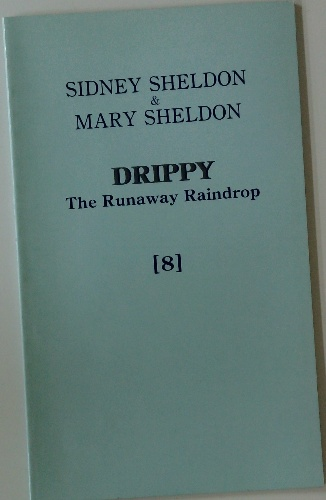 SIDNEY SHELDON
&
MARY SHELDON
DRIPPY
The Runaway Raindrop
[8]